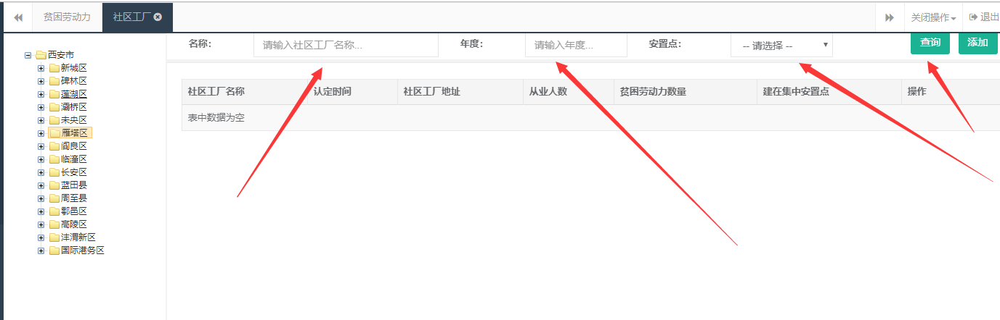 贫困劳动力 社区工厂 关闭操作 退出
名称: 请输入社区工厂名称... 年度: 请输入年度... 安置点: -- 请选择 -- 查询 添加
西安市
新城区
碑林区
莲湖区
灞桥区
未央区
雁塔区
阎良区
临潼区
长安区
蓝田县
周至县
鄠邑区
高陵区
沣渭新区
国际港务区
社区工厂名称 认定时间 社区工厂地址 从业人数 贫困劳动力数量 建在集中安置点 操作
表中数据为空